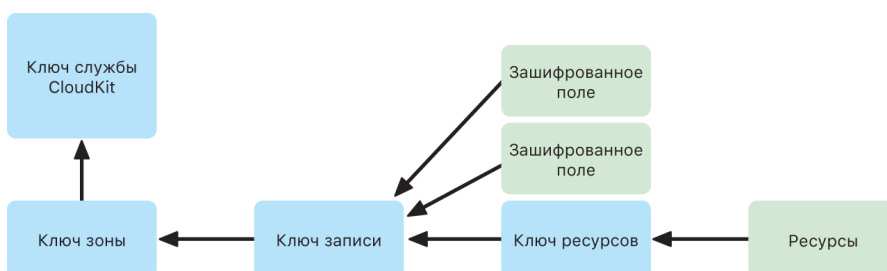 Ключ службы
CloudKit
Зашифрованное
поле
Зашифрованное
поле
Ключ зоны
Ключ записи
Ключ ресурсов
Ресурсы